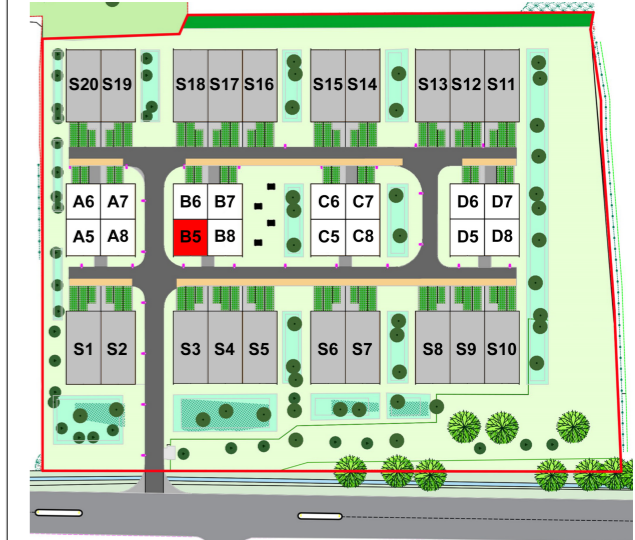 S20 S19 S18 S17 S16 S15 S14 S13 S12 S11
A6 A7 B6 B7 C6 C7 D6 D7
A5 A8 B5 B8 C5 C8 D5 D8
S1 S2 S3 S4 S5 S6 S7 S8 S9 S10